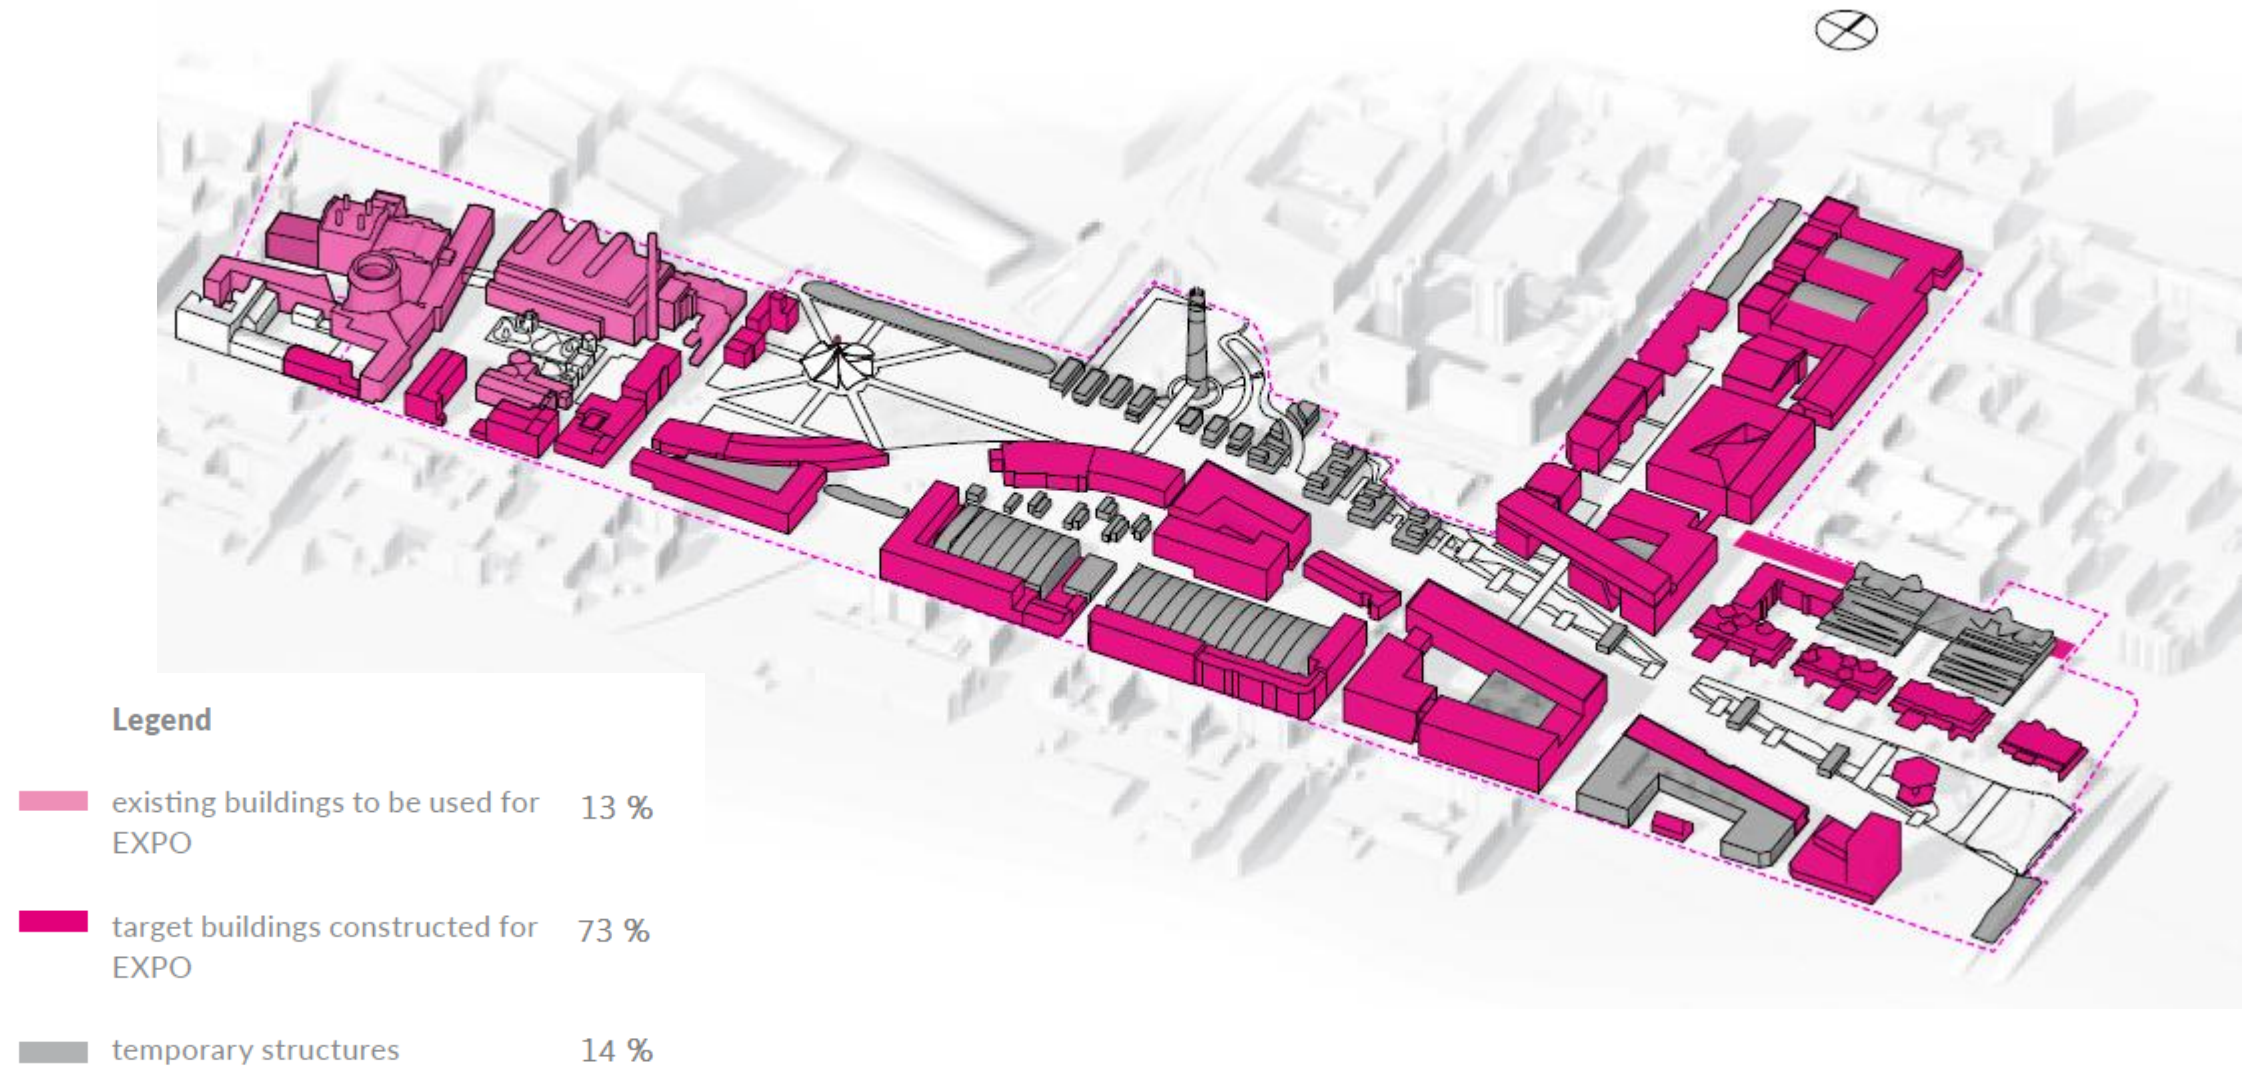 Legend
existing buildings to be used for 13 %
EXPO
target buildings constructed for 73 %
EXPO
temporary structures 14 %